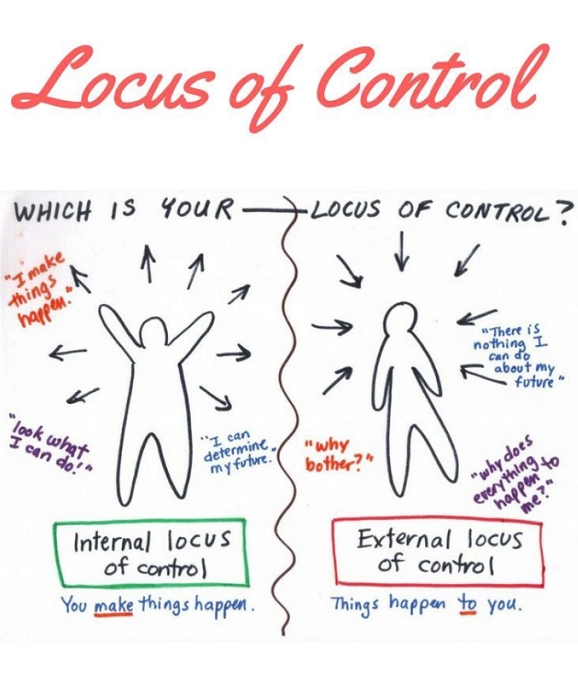 Locus of Control
WHICH IS YOUR LOCUS OF CONTROL?
"I make
things
happen."
"look what
I can do!"
"I can
determine
my future.
Internal locus
of control
You make things happen.
"There is
nothing I
can do
about my
future"
"why
bother?"
"why does
everything to
happen
me?"
External locus
of control
Things happen to you.